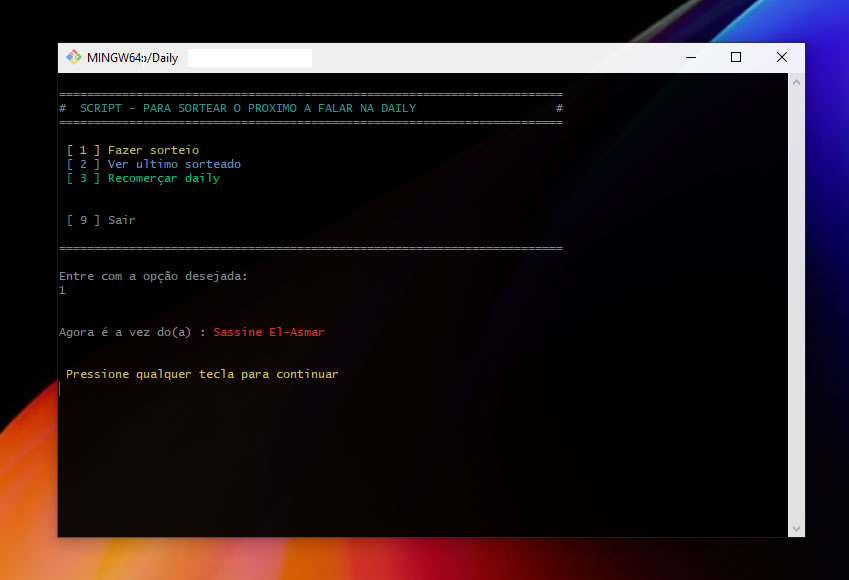 MINGW64:/Daily
========================================================================
#  SCRIPT - PARA SORTEAR O PROXIMO A FALAR NA DAILY                    #
========================================================================
[ 1 ] Fazer sorteio
[ 2 ] Ver ultimo sorteado
[ 3 ] Recomerçar daily
[ 9 ] Sair
========================================================================
Entre com a opção desejada:
1
Agora é a vez do(a) : Sassine El-Asmar
Pressione qualquer tecla para continuar